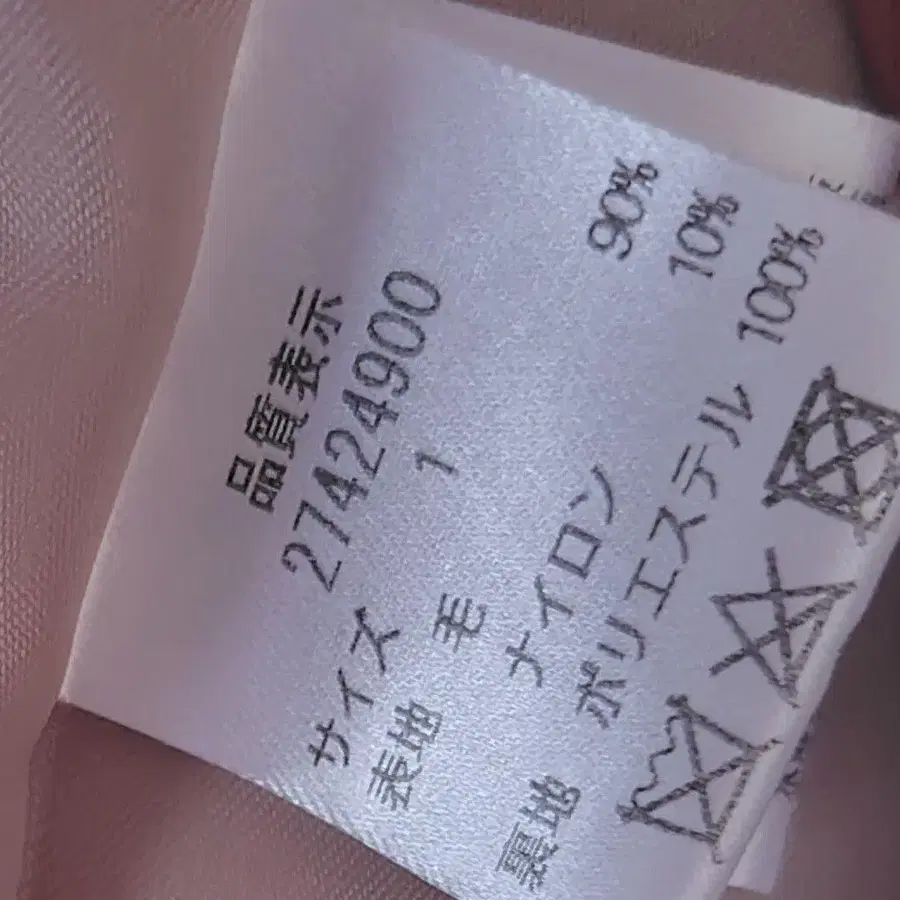 品質表示
27424900
サイズ 1
表地 毛 90%
ナイロン 10%
裏地 ポリエステル 100%